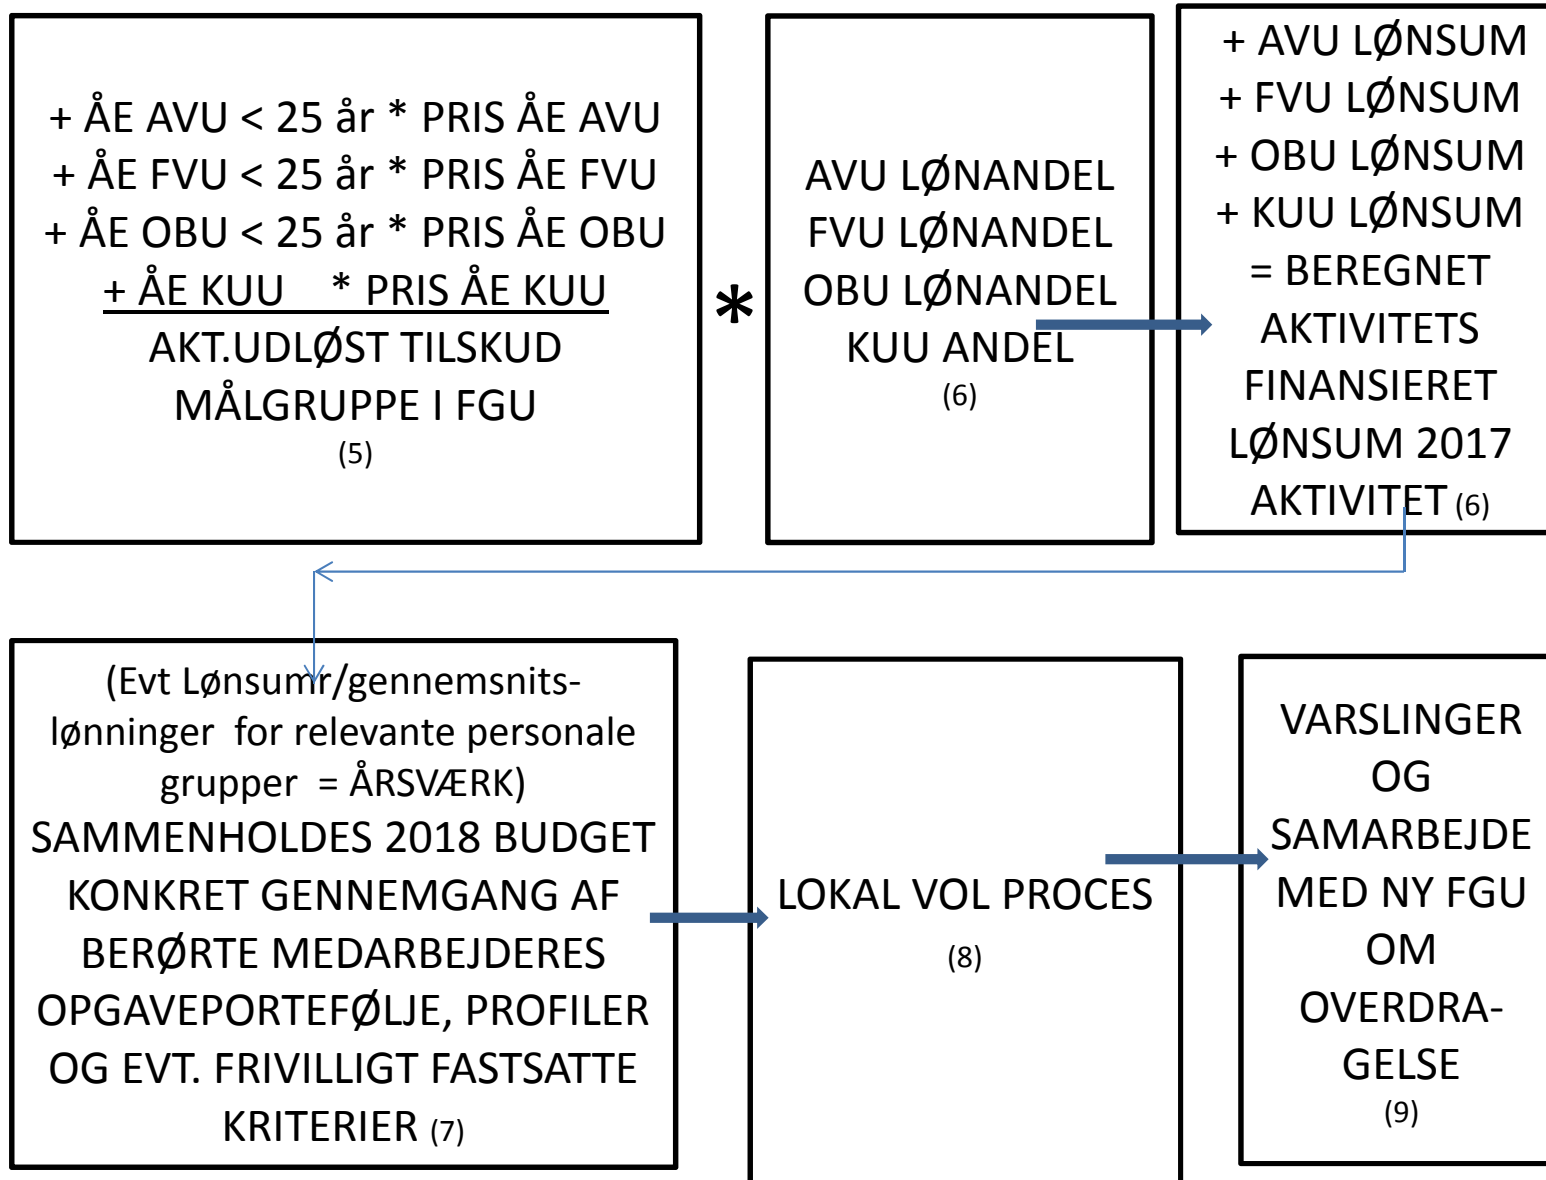 + ÅE AVU < 25 år * PRIS ÅE AVU
+ ÅE FVU < 25 år * PRIS ÅE FVU
+ ÅE OBU < 25 år * PRIS ÅE OBU
+ ÅE KUU * PRIS ÅE KUU
AKT.UDLØST TILSKUD
MÅLGRUPPE I FGU
(5)
*
AVU LØNANDEL
FVU LØNANDEL
OBU LØNANDEL
KUU ANDEL
(6)
+ AVU LØNSUM
+ FVU LØNSUM
+ OBU LØNSUM
+ KUU LØNSUM
= BEREGNET
AKTIVITETS
FINANSIERET
LØNSUM 2017
AKTIVITET (6)
(Evt Lønsumr/gennemsnits-
lønninger for relevante personale
grupper = ÅRSVÆRK)
SAMMENHOLDES 2018 BUDGET
KONKRET GENNEMGANG AF
BERØRTE MEDARBEJDERES
OPGAVEPORTEFØLJE, PROFILER
OG EVT. FRIVILLIGT FASTSATTE
KRITERIER (7)
LOKAL VOL PROCES
(8)
VARSLINGER
OG
SAMARBEJDE
MED NY FGU
OM
OVERDRA-
GELSE
(9)